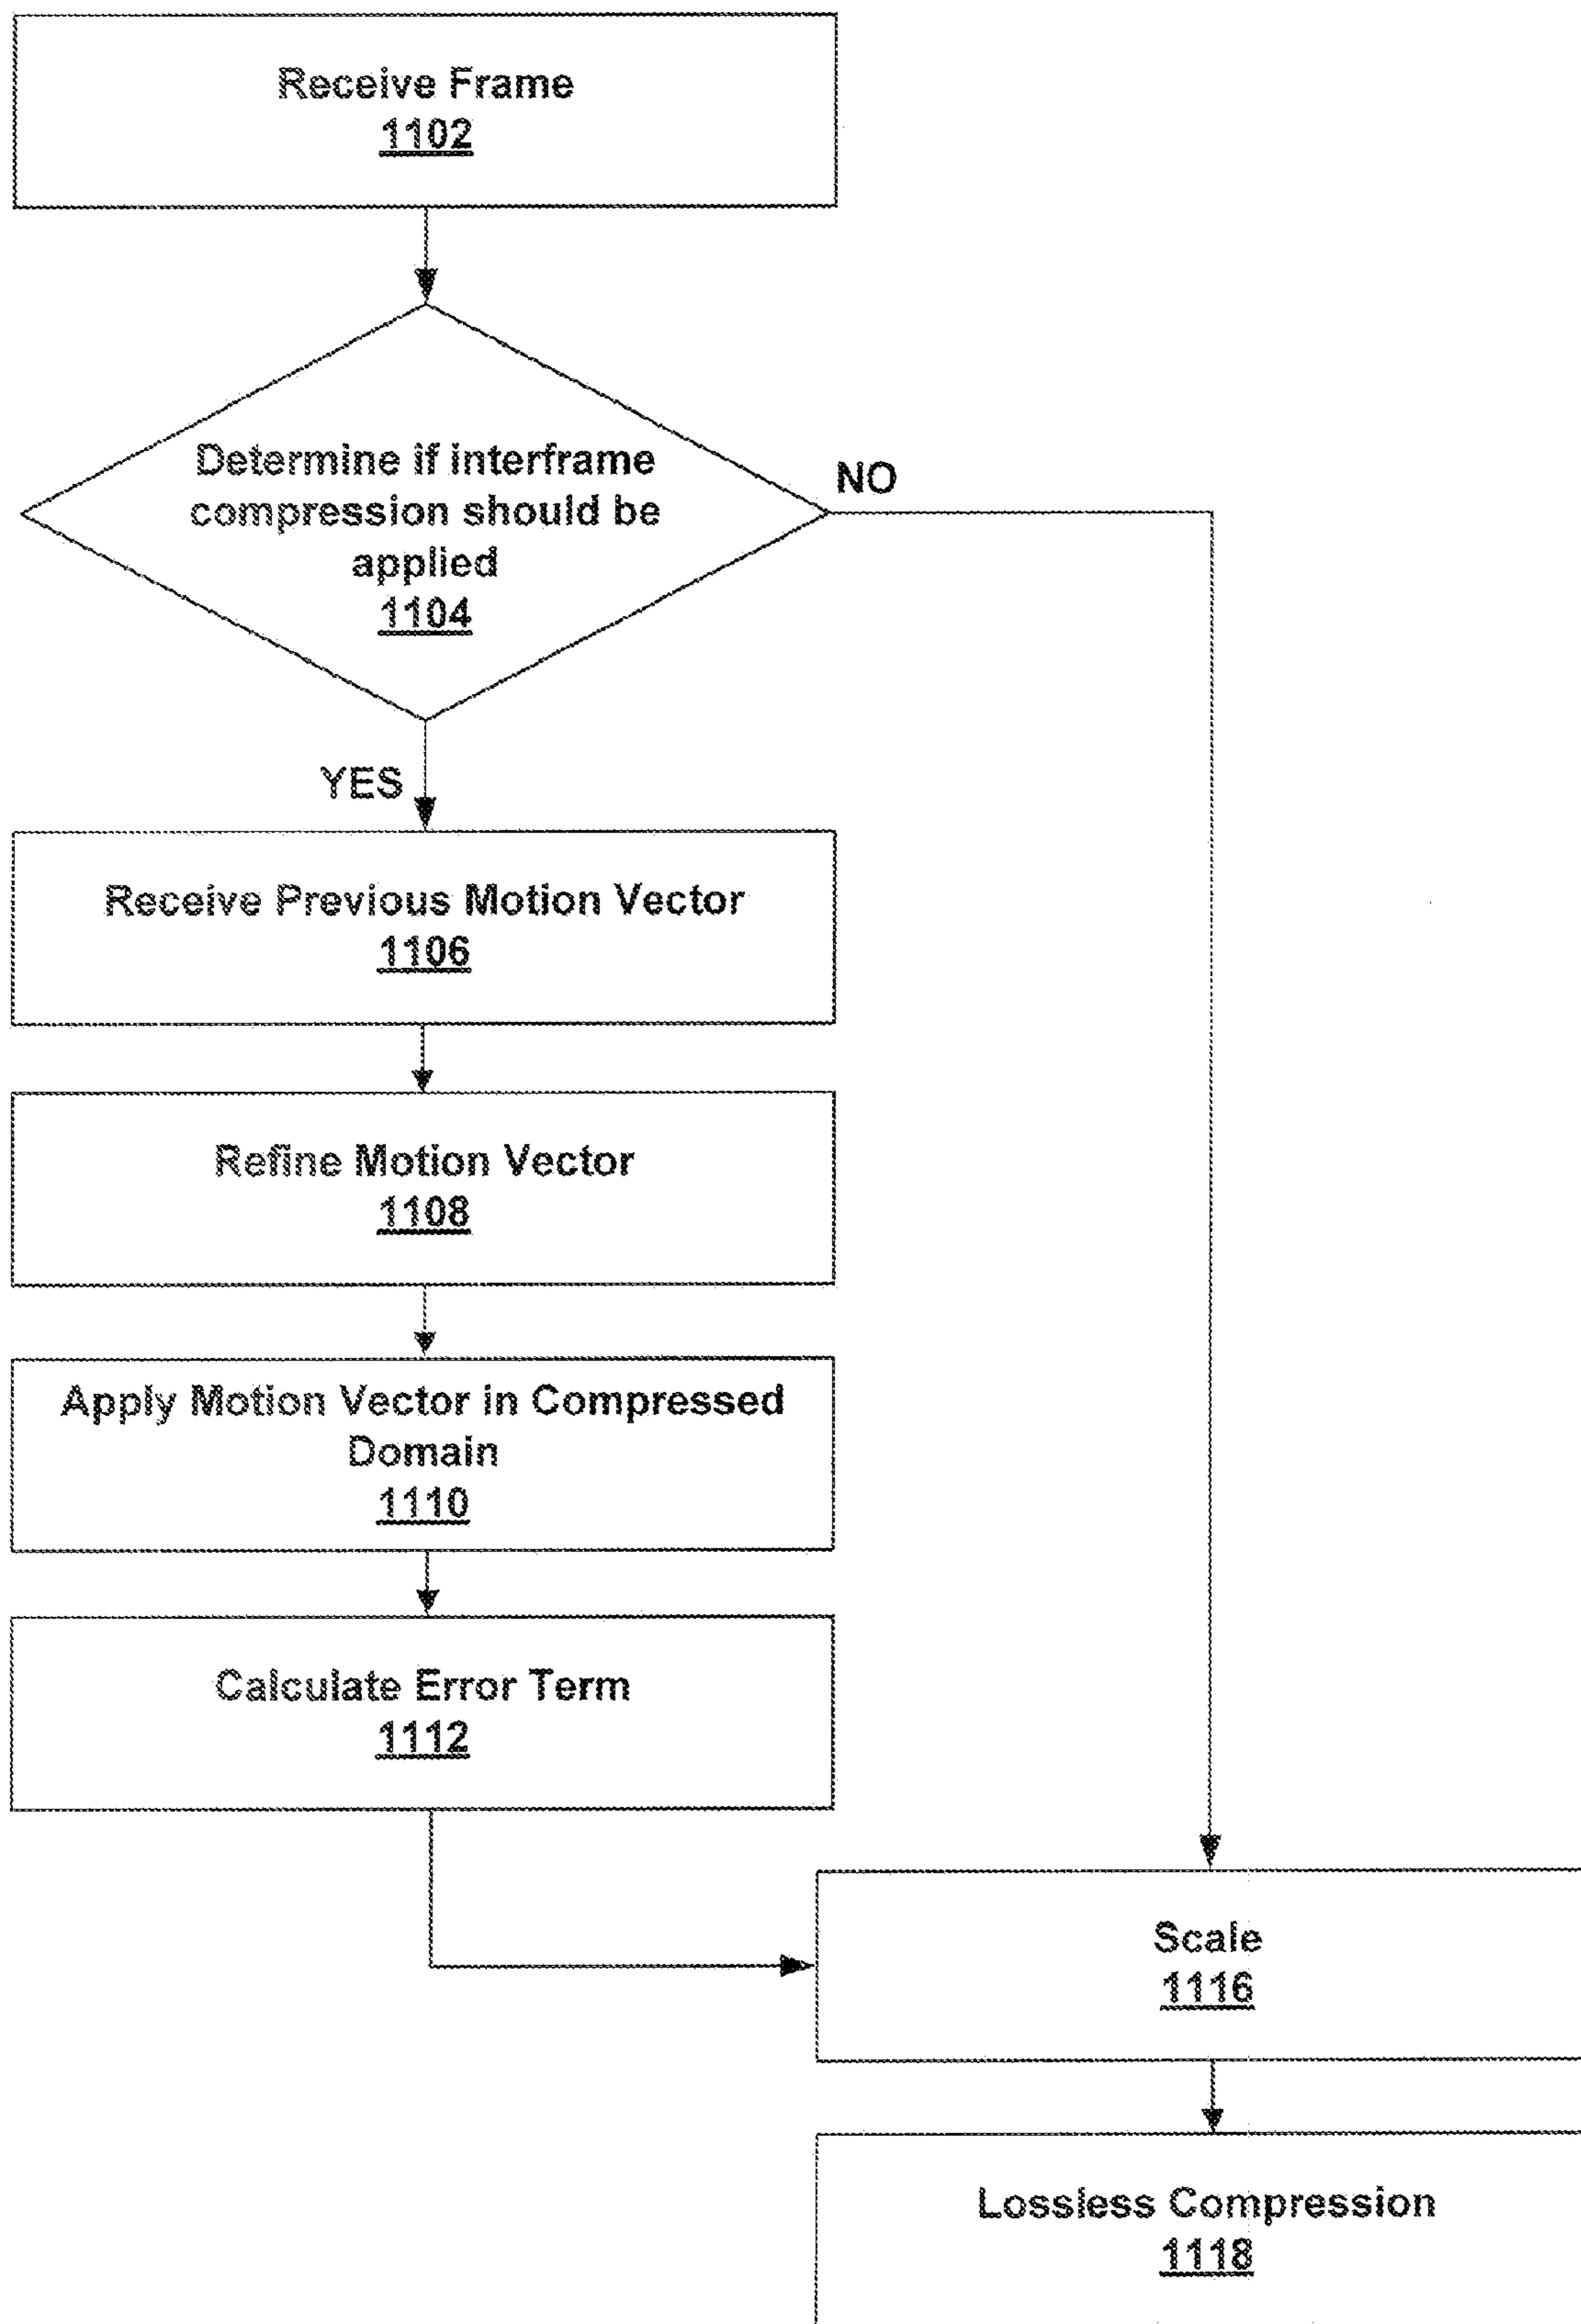 Receive Frame
1102
Determine if interframe
compression should be
applied
1104
NO
YES
Receive Previous Motion Vector
1106
Refine Motion Vector
1108
Apply Motion Vector in Compressed
Domain
1110
Calculate Error Term
1112
Scale
1116
Lossless Compression
1118